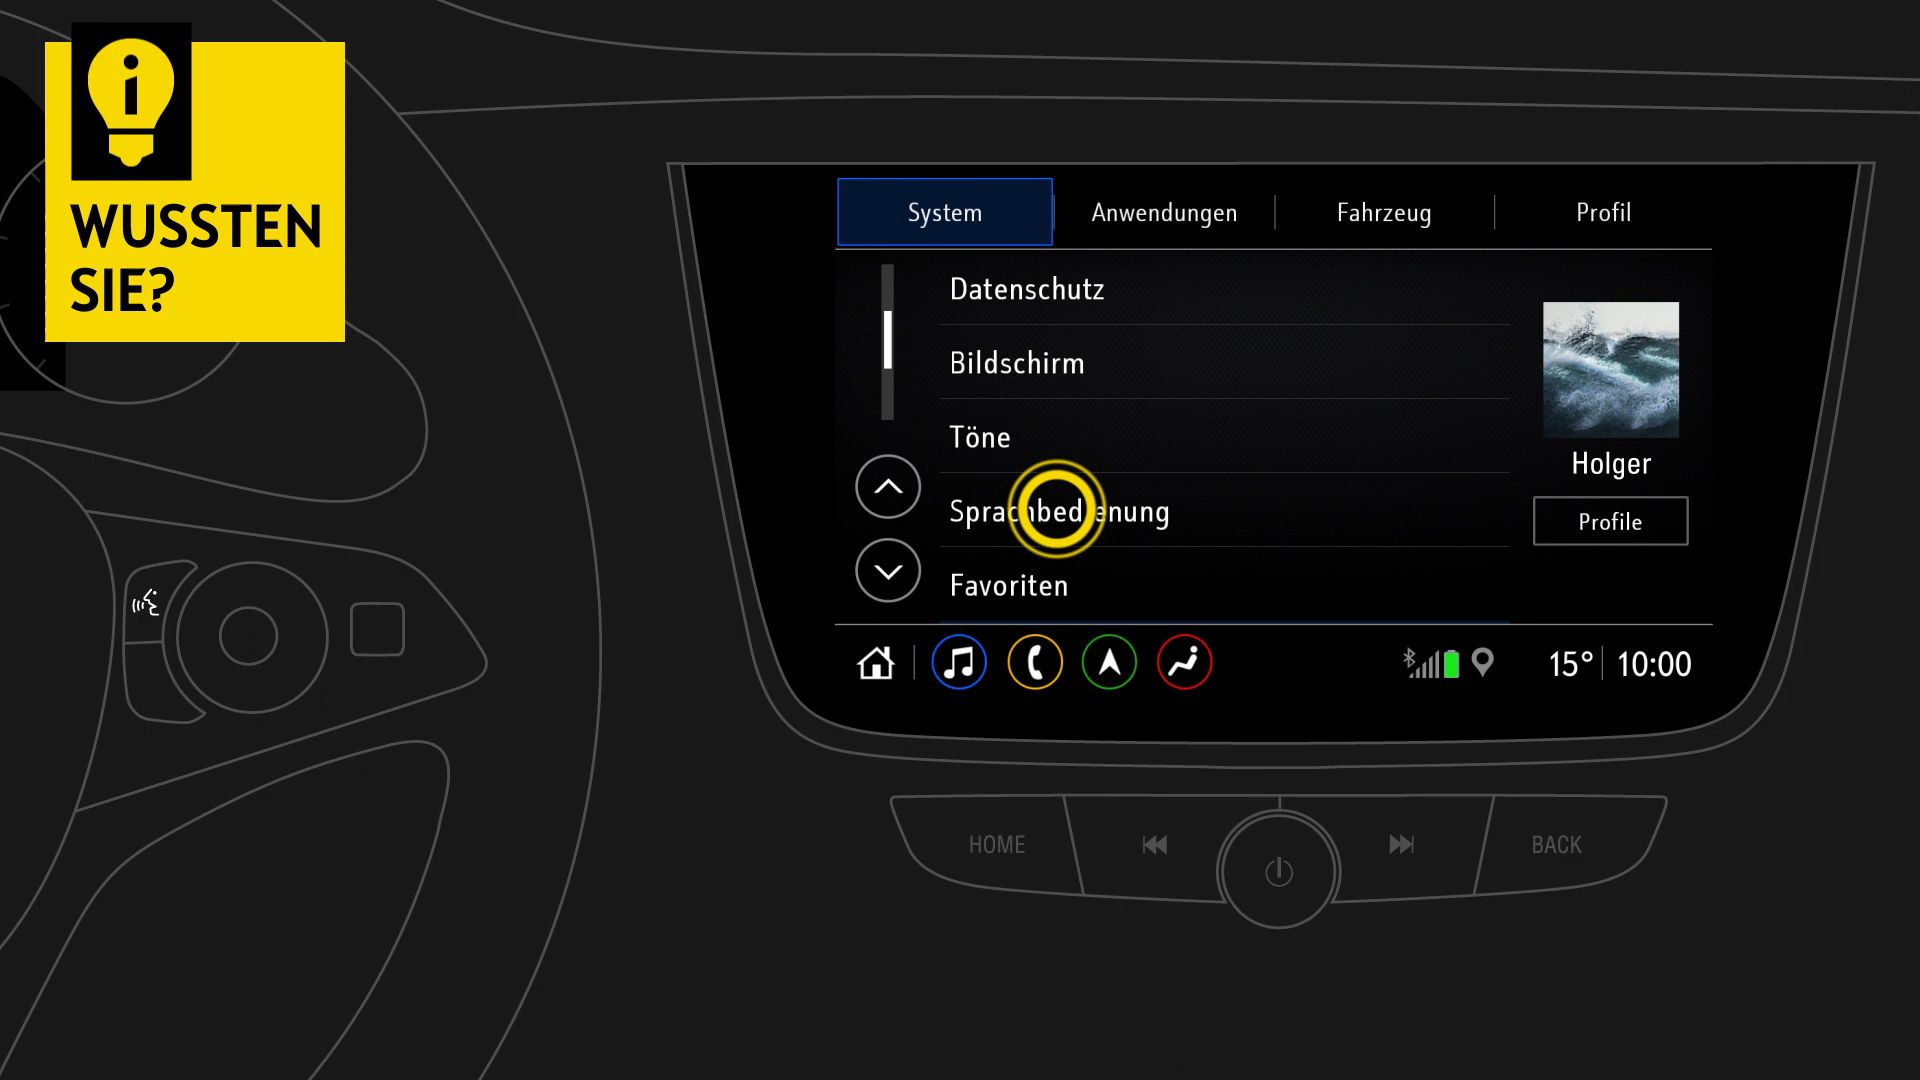 WUSSTEN
SIE?
System
Anwendungen
Fahrzeug
Profil
Datenschutz
Bildschirm
Töne
Sprachbedienung
Favoriten
Holger
Profile
15°
10:00
HOME
BACK